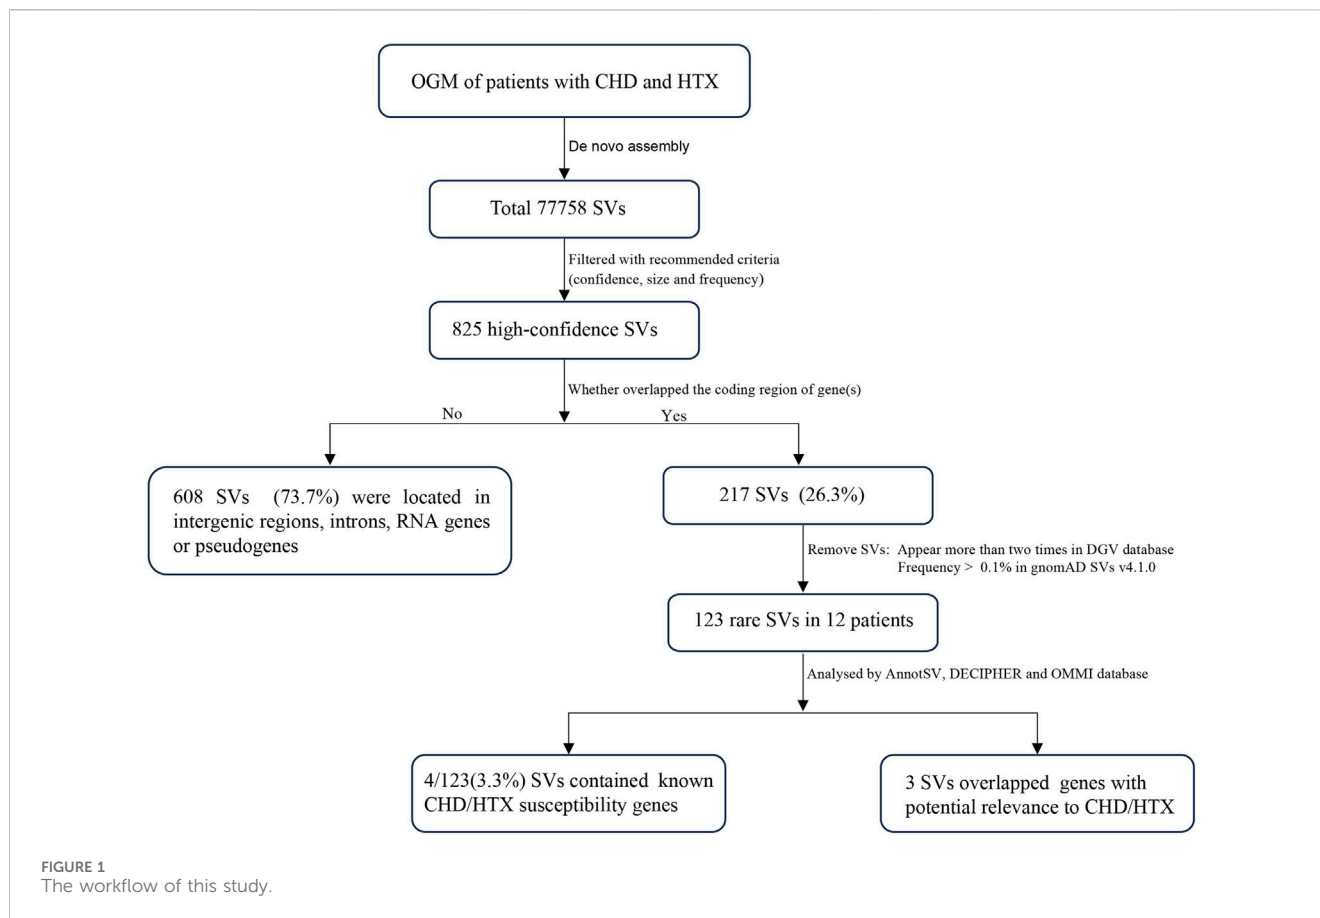 OGM of patients with CHD and HTX
De novo assembly
Total 77758 SVs
Filtered with recommended criteria
(confidence, size and frequency)
825 high-confidence SVs
Whether overlapped the coding region of gene(s)
No
Yes
608 SVs (73.7%) were located in
intergenic regions, introns, RNA genes
or pseudogenes
217 SVs (26.3%)
Remove SVs: Appear more than two times in DGV database
Frequency > 0.1% in gnomAD SVs v4.1.0
123 rare SVs in 12 patients
Analysed by AnnotSV, DECIPHER and OMMI database
4/123(3.3%) SVs contained known
CHD/HTX susceptibility genes
3 SVs overlapped genes with
potential relevance to CHD/HTX
FIGURE 1
The workflow of this study.